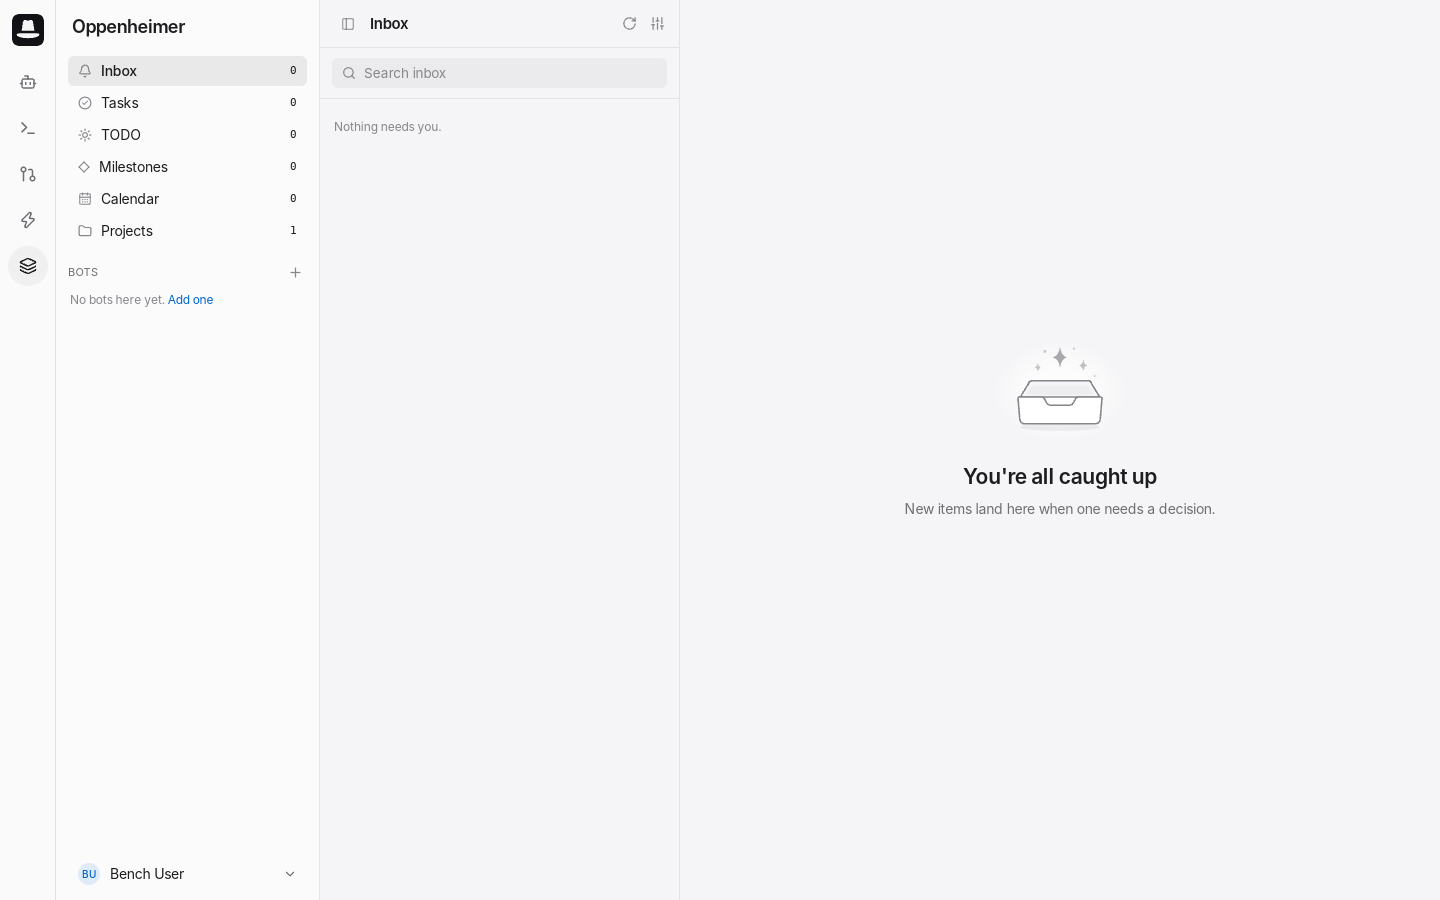 Oppenheimer
Inbox 0
Tasks 0
TODO 0
Milestones 0
Calendar 0
Projects 1
BOTS
No bots here yet. Add one
BU Bench User
Inbox
Search inbox
Nothing needs you.
You're all caught up
New items land here when one needs a decision.